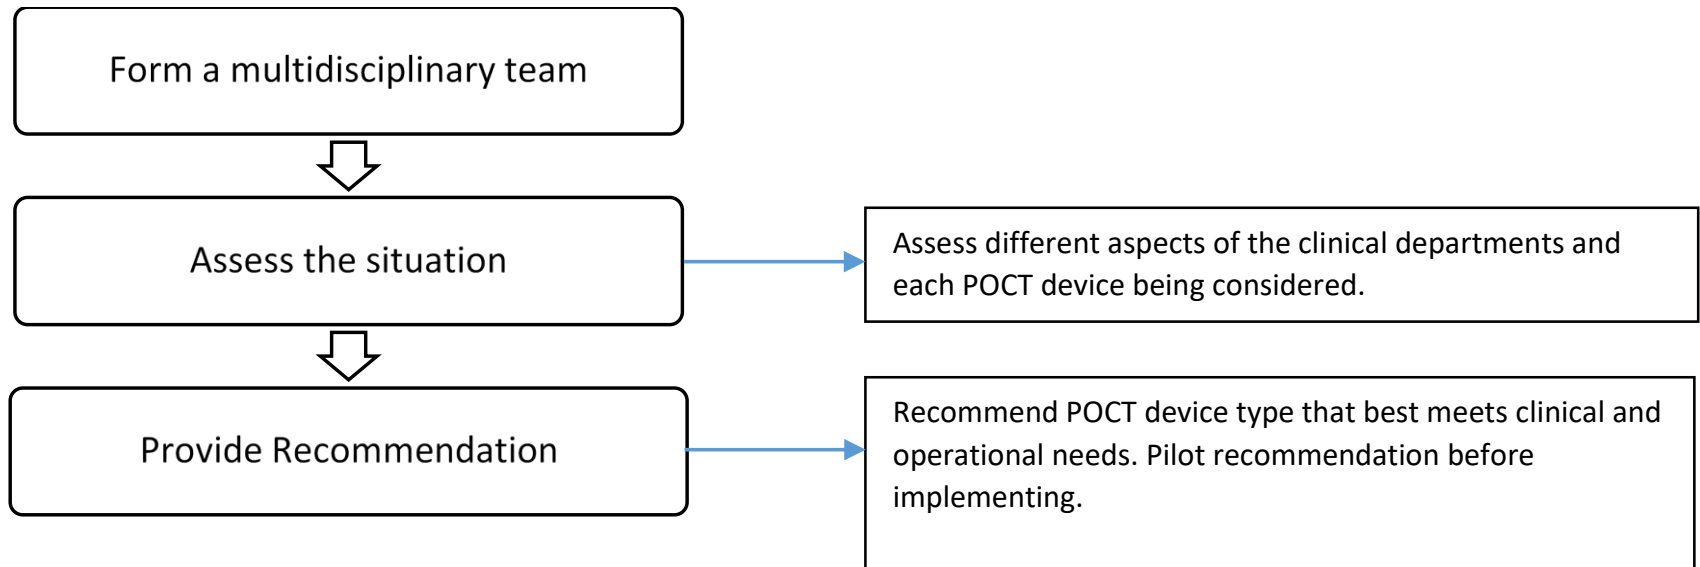 Form a multidisciplinary team
Assess the situation
Assess different aspects of the clinical departments and
each POCT device being considered.
Provide Recommendation
Recommend POCT device type that best meets clinical and
operational needs. Pilot recommendation before
implementing.